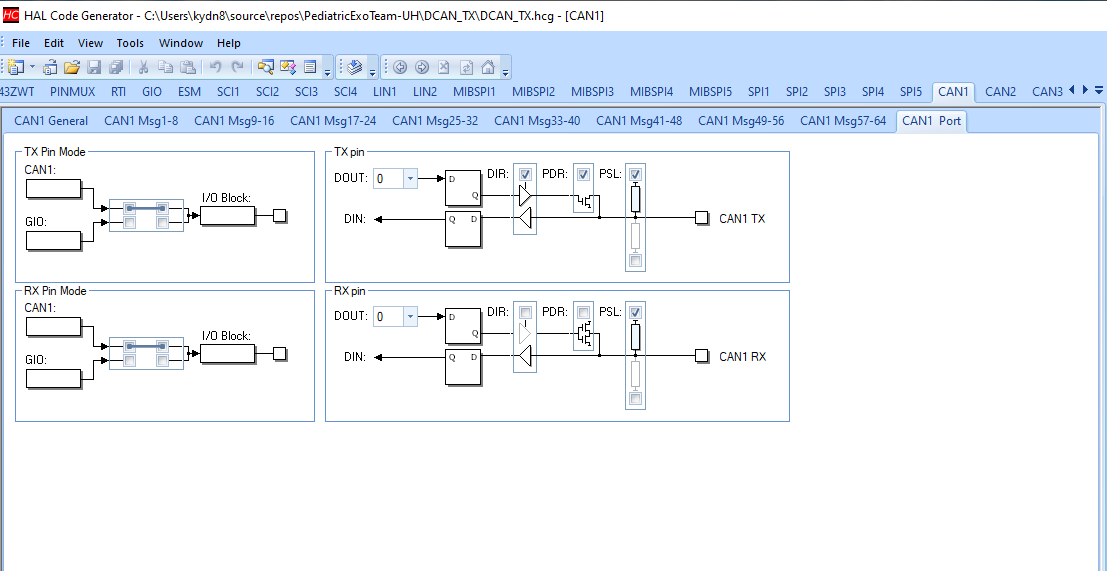 HC HAL Code Generator - C:\Users\kydn8\source\repos\PediatricExoTeam-UH\DCAN_TX\DCAN_TX.hcg - [CAN1]
File Edit View Tools Window Help
43ZWT PINMUX RTI GIO ESM SCI1 SCI2 SCI3 SCI4 LIN1 LIN2 MIBSPI1 MIBSPI2 MIBSPI3 MIBSPI4 MIBSPI5 SPI1 SPI2 SPI3 SPI4 SPI5 CAN1 CAN2 CAN3
CAN1 General CAN1 Msg1-8 CAN1 Msg9-16 CAN1 Msg17-24 CAN1 Msg25-32 CAN1 Msg33-40 CAN1 Msg41-48 CAN1 Msg49-56 CAN1 Msg57-64 CAN1 Port
TX Pin Mode
CAN1:
I/O Block:
GIO:
TX pin
DOUT: 0 D DIR: PDR: PSL:
Q
DIN: Q D CAN1 TX
RX Pin Mode
CAN1:
I/O Block:
GIO:
RX pin
DOUT: 0 D DIR: PDR: PSL:
Q
DIN: Q D CAN1 RX